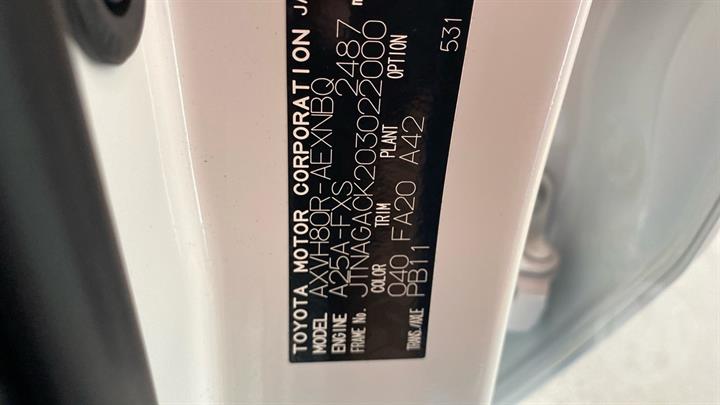 TOYOTA MOTOR CORPORATION JA
MODEL AXVH80R-AEXNBQ
ENGINE A25A-FXS 2487 m
FRAME No. JTNAGACK203022000
COLOR TRIM PLANT OPTION
040 FA20 A42
TRANS./AXLE PB11
531